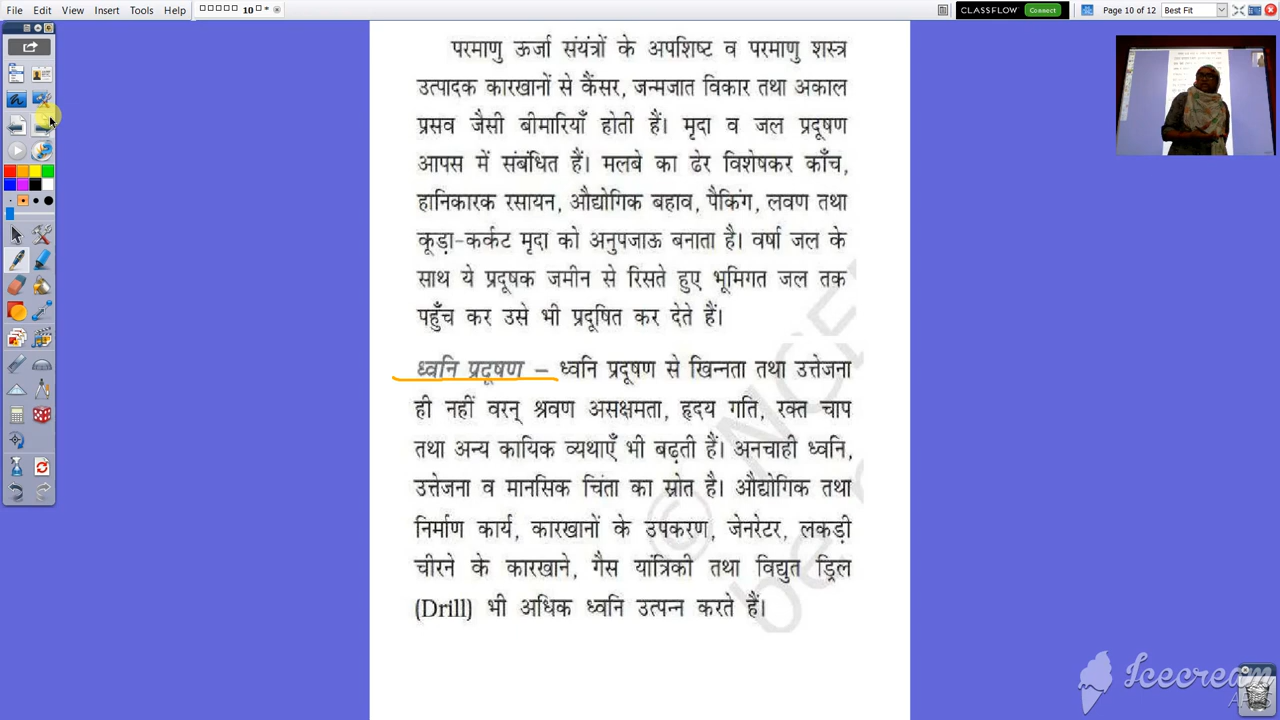 File Edit View Insert Tools Help 10 * CLASSFLOW Connect Page 10 of 12 Best Fit
परमाणु ऊर्जा संयंत्रों के अपशिष्ट व परमाणु शस्त्र
उत्पादक कारखानों से कैंसर, जन्मजात विकार तथा अकाल
प्रसव जैसी बीमारियाँ होती हैं। मृदा व जल प्रदूषण
आपस में संबंधित हैं। मलबे का ढेर विशेषकर काँच,
हानिकारक रसायन, औद्योगिक बहाव, पैकिंग, लवण तथा
कूड़ा-कर्कट मृदा को अनुपजाऊ बनाता है। वर्षा जल के
साथ ये प्रदूषक जमीन से रिसते हुए भूमिगत जल तक
पहुँच कर उसे भी प्रदूषित कर देते हैं।
ध्वनि प्रदूषण – ध्वनि प्रदूषण से खिन्नता तथा उत्तेजना
ही नहीं वरन् श्रवण असक्षमता, हृदय गति, रक्त चाप
तथा अन्य कायिक व्यथाएँ भी बढ़ती हैं। अनचाही ध्वनि,
उत्तेजना व मानसिक चिंता का स्रोत है। औद्योगिक तथा
निर्माण कार्य, कारखानों के उपकरण, जेनरेटर, लकड़ी
चीरने के कारखाने, गैस यांत्रिकी तथा विद्युत ड्रिल
(Drill) भी अधिक ध्वनि उत्पन्न करते हैं।
© NCE
be
Icecream
APPS